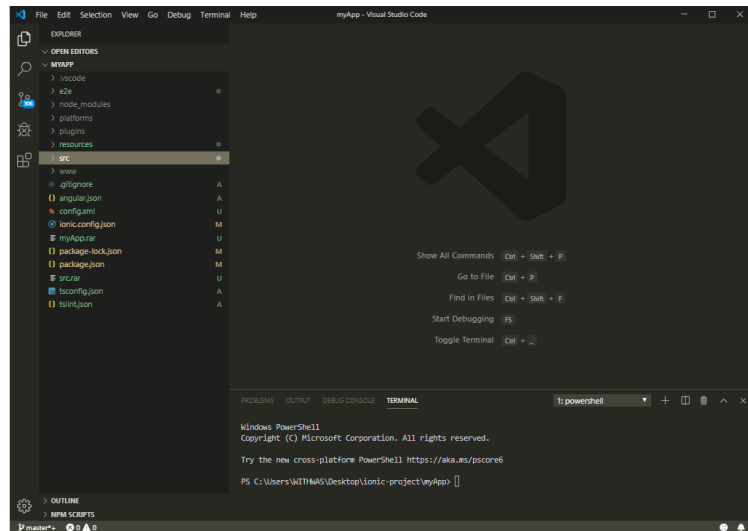 File Edit Selection View Go Debug Terminal Help
myApp - Visual Studio Code
EXPLORER
OPEN EDITORS
MYAPP
.vscode
e2e
node_modules
platforms
plugins
resources
src
www
.gitignore A
angular.json A
config.xml U
ionic.config.json M
myApp.rar U
package-lock.json M
package.json M
src.rar U
tsconfig.json A
tslint.json A
306
Show All Commands Ctrl + Shift + P
Go to File Ctrl + P
Find in Files Ctrl + Shift + F
Start Debugging F5
Toggle Terminal Ctrl + _
PROBLEMS OUTPUT DEBUG CONSOLE TERMINAL 1: powershell
Windows PowerShell
Copyright (C) Microsoft Corporation. All rights reserved.
Try the new cross-platform PowerShell https://aka.ms/pscore6
PS C:\Users\WITHWAS\Desktop\ionic-project\myApp>
OUTLINE
NPM SCRIPTS
master*+ 0 0